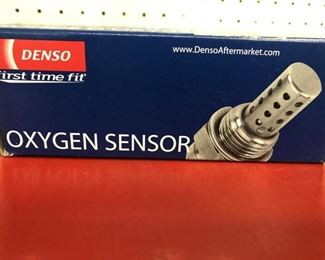 DENSO
first time fit
www.DensoAftermarket.com
OXYGEN SENSOR